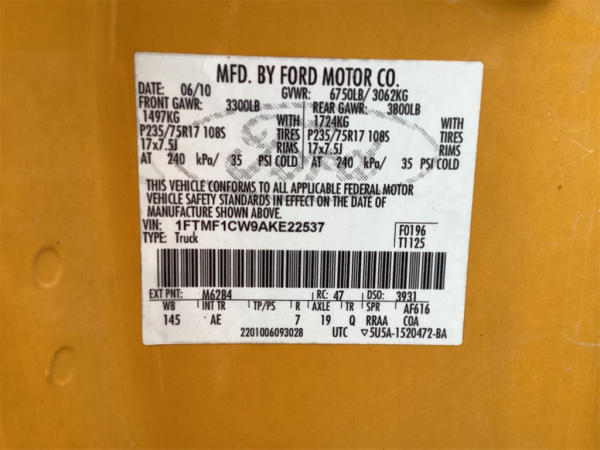 MFD. BY FORD MOTOR CO.
DATE: 06/10 GVWR: 6750LB/ 3062KG
FRONT GAWR: 3300LB REAR GAWR: 3800LB
1497KG WITH 1724KG WITH
P235/75R17 108S TIRES P235/75R17 108S TIRES
17x7.5J RIMS 17x7.5J RIMS
AT 240 kPa/ 35 PSI COLD AT 240 kPa/ 35 PSI COLD
Ford
THIS VEHICLE CONFORMS TO ALL APPLICABLE FEDERAL MOTOR
VEHICLE SAFETY STANDARDS IN EFFECT ON THE DATE OF
MANUFACTURE SHOWN ABOVE.
VIN: 1FTMF1CW9AKE22537 F0196
TYPE: Truck T1125
EXT PNT: M6284 RC: 47 DSO: 3931
WB INT TR TP/PS R AXLE TR SPR AF616
145 AE 7 19 Q RRAA COA
2201006093028 UTC ▽5U5A-1520472-BA